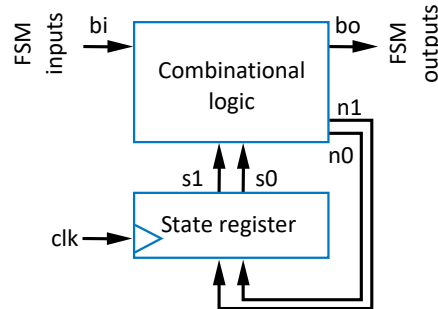 FSM
inputs
bi
Combinational
logic
bo
FSM
outputs
n1
n0
s1
s0
State register
clk